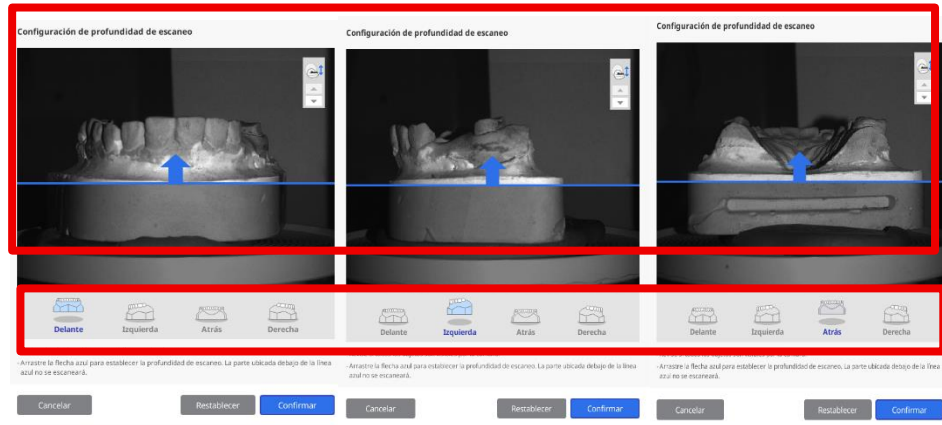 Configuración de profundidad de escaneo
Delante Izquierda Atrás Derecha
-Arrastre la flecha azul para establecer la profundidad de escaneo. La parte ubicada debajo de la línea
azul no se escaneará.
Cancelar Restablecer Confirmar
Configuración de profundidad de escaneo
Delante Izquierda Atrás Derecha
-Arrastre la flecha azul para establecer la profundidad de escaneo. La parte ubicada debajo de la línea
azul no se escaneará.
Cancelar Restablecer Confirmar
Configuración de profundidad de escaneo
Delante Izquierda Atrás Derecha
-Arrastre la flecha azul para establecer la profundidad de escaneo. La parte ubicada debajo de la línea
azul no se escaneará.
Cancelar Restablecer Confirmar